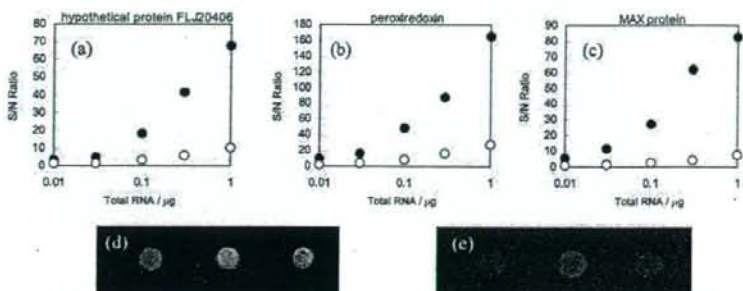 hypothetical protein FLJ20406
(a)
S/N Ratio
80
70
60
50
40
30
20
10
0
0.01 0.1 1
Total RNA / μg
peroxiredoxin
(b)
S/N Ratio
180
160
140
120
100
80
60
40
20
0
0.01 0.1 1
Total RNA / μg
MAX protein
(c)
S/N Ratio
90
80
70
60
50
40
30
20
10
0
0.01 0.1 1
Total RNA / μg
(d)
(e)